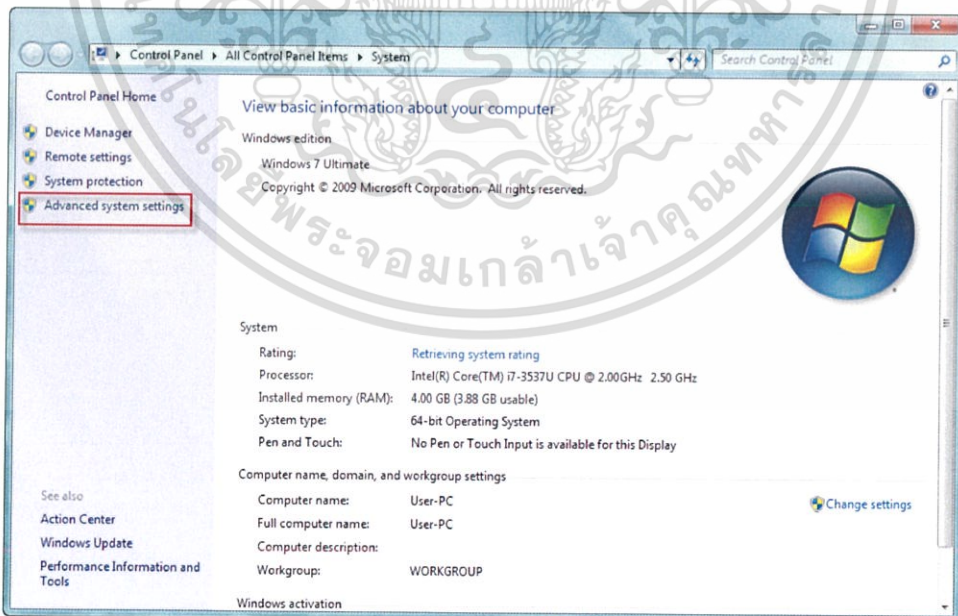 Control Panel ▸ All Control Panel Items ▸ System
Search Control Panel
Control Panel Home
Device Manager
Remote settings
System protection
Advanced system settings
See also
Action Center
Windows Update
Performance Information and
Tools
View basic information about your computer
Windows edition
Windows 7 Ultimate
Copyright © 2009 Microsoft Corporation. All rights reserved.
System
Rating: Retrieving system rating
Processor: Intel(R) Core(TM) i7-3537U CPU @ 2.00GHz 2.50 GHz
Installed memory (RAM): 4.00 GB (3.88 GB usable)
System type: 64-bit Operating System
Pen and Touch: No Pen or Touch Input is available for this Display
Computer name, domain, and workgroup settings
Computer name: User-PC
Change settings
Full computer name: User-PC
Computer description:
Workgroup: WORKGROUP
Windows activation